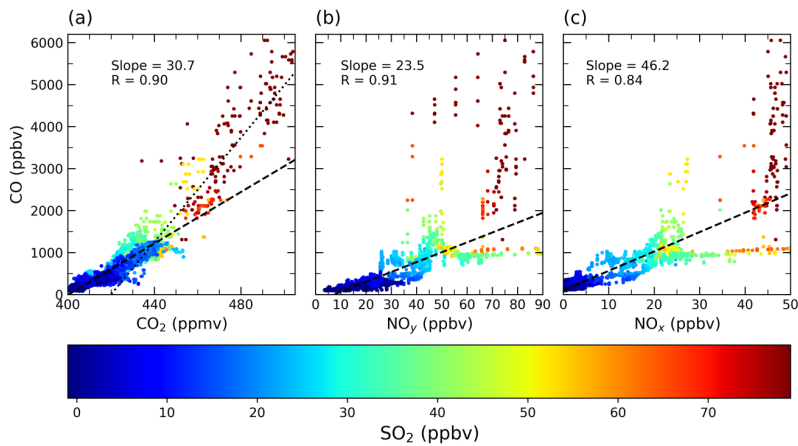 (a)
(b)
(c)
6000
5000
4000
3000
2000
1000
0
CO (ppbv)
Slope = 30.7
R = 0.90
Slope = 23.5
R = 0.91
Slope = 46.2
R = 0.84
400 440 480
0 10 20 30 40 50 60 70 80 90
0 10 20 30 40 50
CO₂ (ppmv)
NOy (ppbv)
NOₓ (ppbv)
0 10 20 30 40 50 60 70
SO₂ (ppbv)